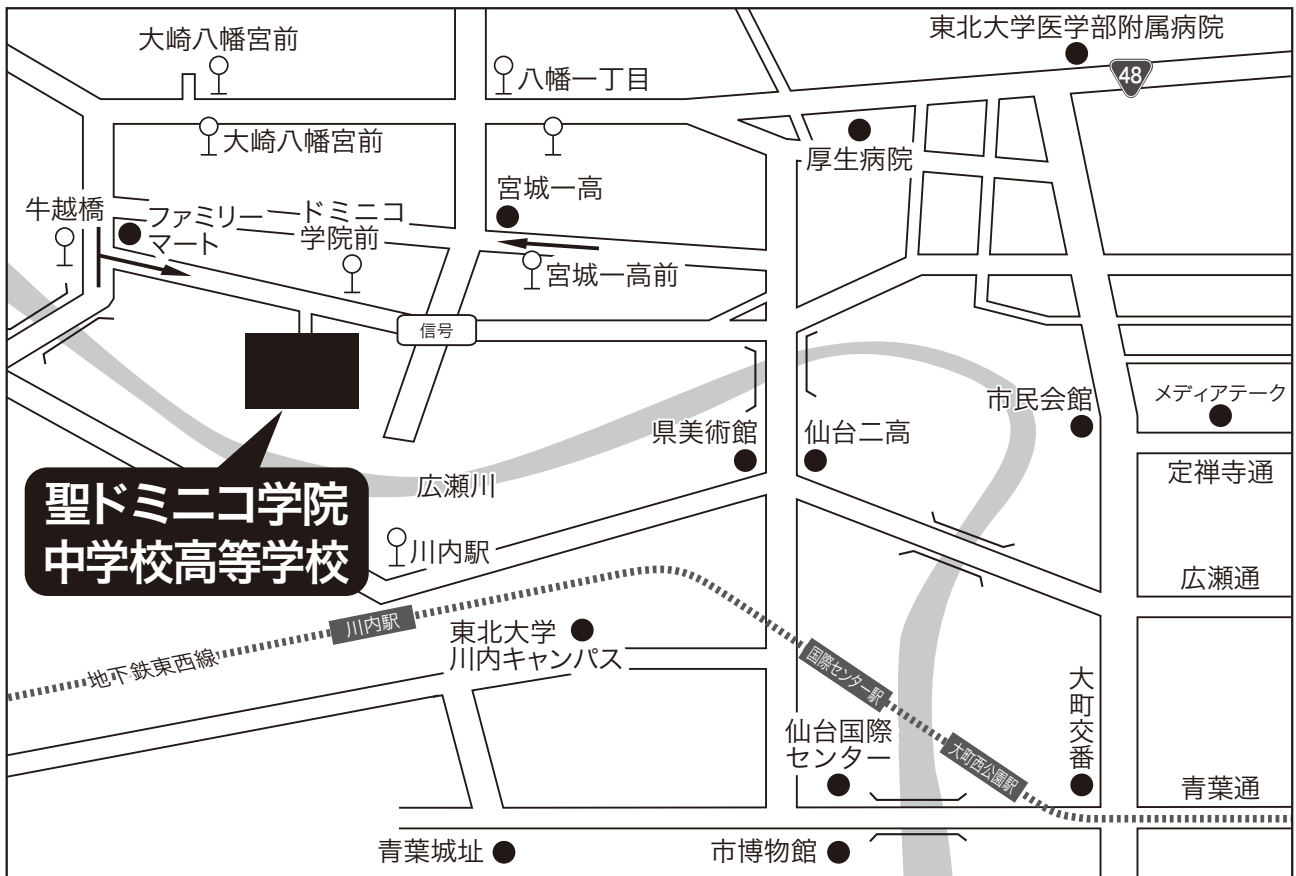 東北大学医学部附属病院
48
大崎八幡宮前
八幡一丁目
大崎八幡宮前
厚生病院
宮城一高
牛越橋
ファミリー
マート
ドミニコ
学院前
宮城一高前
信号
市民会館
メディアテーク
県美術館
仙台二高
定禅寺通
聖ドミニコ学院
中学校高等学校
広瀬川
川内駅
広瀬通
川内駅
東北大学
川内キャンパス
地下鉄東西線
国際センター駅
大町交番
仙台国際
センター
大町西公園駅
青葉通
青葉城址
市博物館